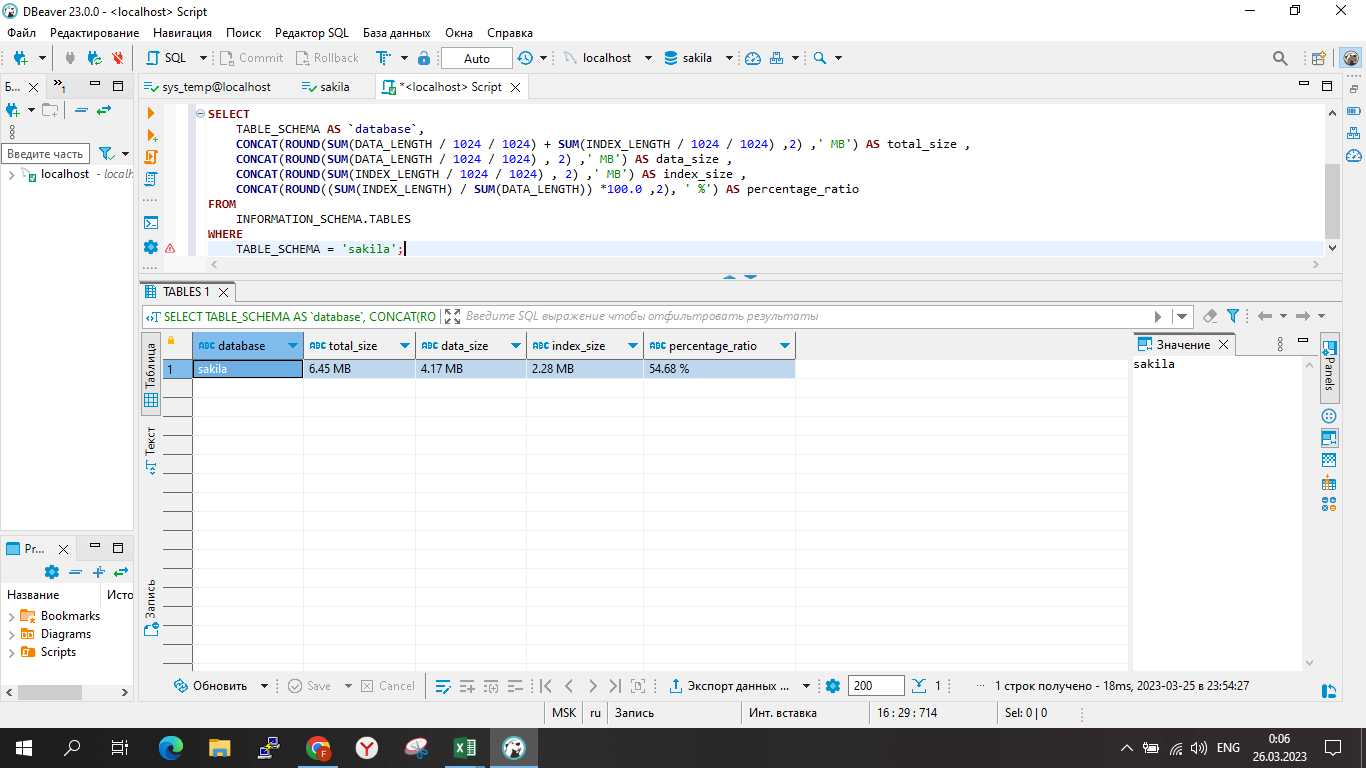 DBeaver 23.0.0 - <localhost> Script
Файл Редактирование Навигация Поиск Редактор SQL База данных Окна Справка
SQL Commit Rollback Auto localhost sakila
Б... 1
sys_temp@localhost sakila *<localhost> Script
Введите часть
localhost - localh
SELECT
TABLE_SCHEMA AS `database`,
CONCAT(ROUND(SUM(DATA_LENGTH / 1024 / 1024) + SUM(INDEX_LENGTH / 1024 / 1024) ,2) ,' MB') AS total_size ,
CONCAT(ROUND(SUM(DATA_LENGTH / 1024 / 1024) , 2) ,' MB') AS data_size ,
CONCAT(ROUND(SUM(INDEX_LENGTH / 1024 / 1024) , 2) ,' MB') AS index_size ,
CONCAT(ROUND((SUM(INDEX_LENGTH) / SUM(DATA_LENGTH)) *100.0 ,2), ' %') AS percentage_ratio
FROM
INFORMATION_SCHEMA.TABLES
WHERE
TABLE_SCHEMA = 'sakila';
TABLES 1
SELECT TABLE_SCHEMA AS `database`, CONCAT(RO Введите SQL выражение чтобы отфильтровать результаты
Таблица
Текст
Запись
database total_size data_size index_size percentage_ratio
1 sakila 6.45 MB 4.17 MB 2.28 MB 54.68 %
Значение
sakila
Panels
Pr...
Название Исто
Bookmarks
Diagrams
Scripts
Обновить Save Cancel Экспорт данных ... 200 1 ... 1 строк получено - 18ms, 2023-03-25 в 23:54:27
MSK ru Запись Инт. вставка 16 : 29 : 714 Sel: 0 | 0
ENG 0:06
26.03.2023